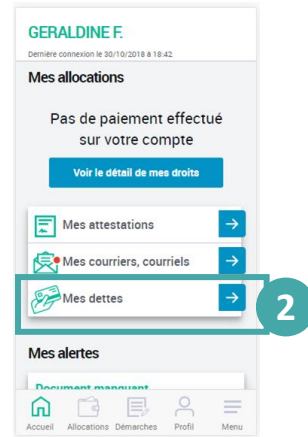 GERALDINE F.
Dernière connexion le 30/10/2018 à 18:42
Mes allocations
Pas de paiement effectué
sur votre compte
Voir le détail de mes droits
Mes attestations
Mes courriers, courriels
Mes dettes
2
Mes alertes
Document manquant
Accueil Allocations Démarches Profil Menu